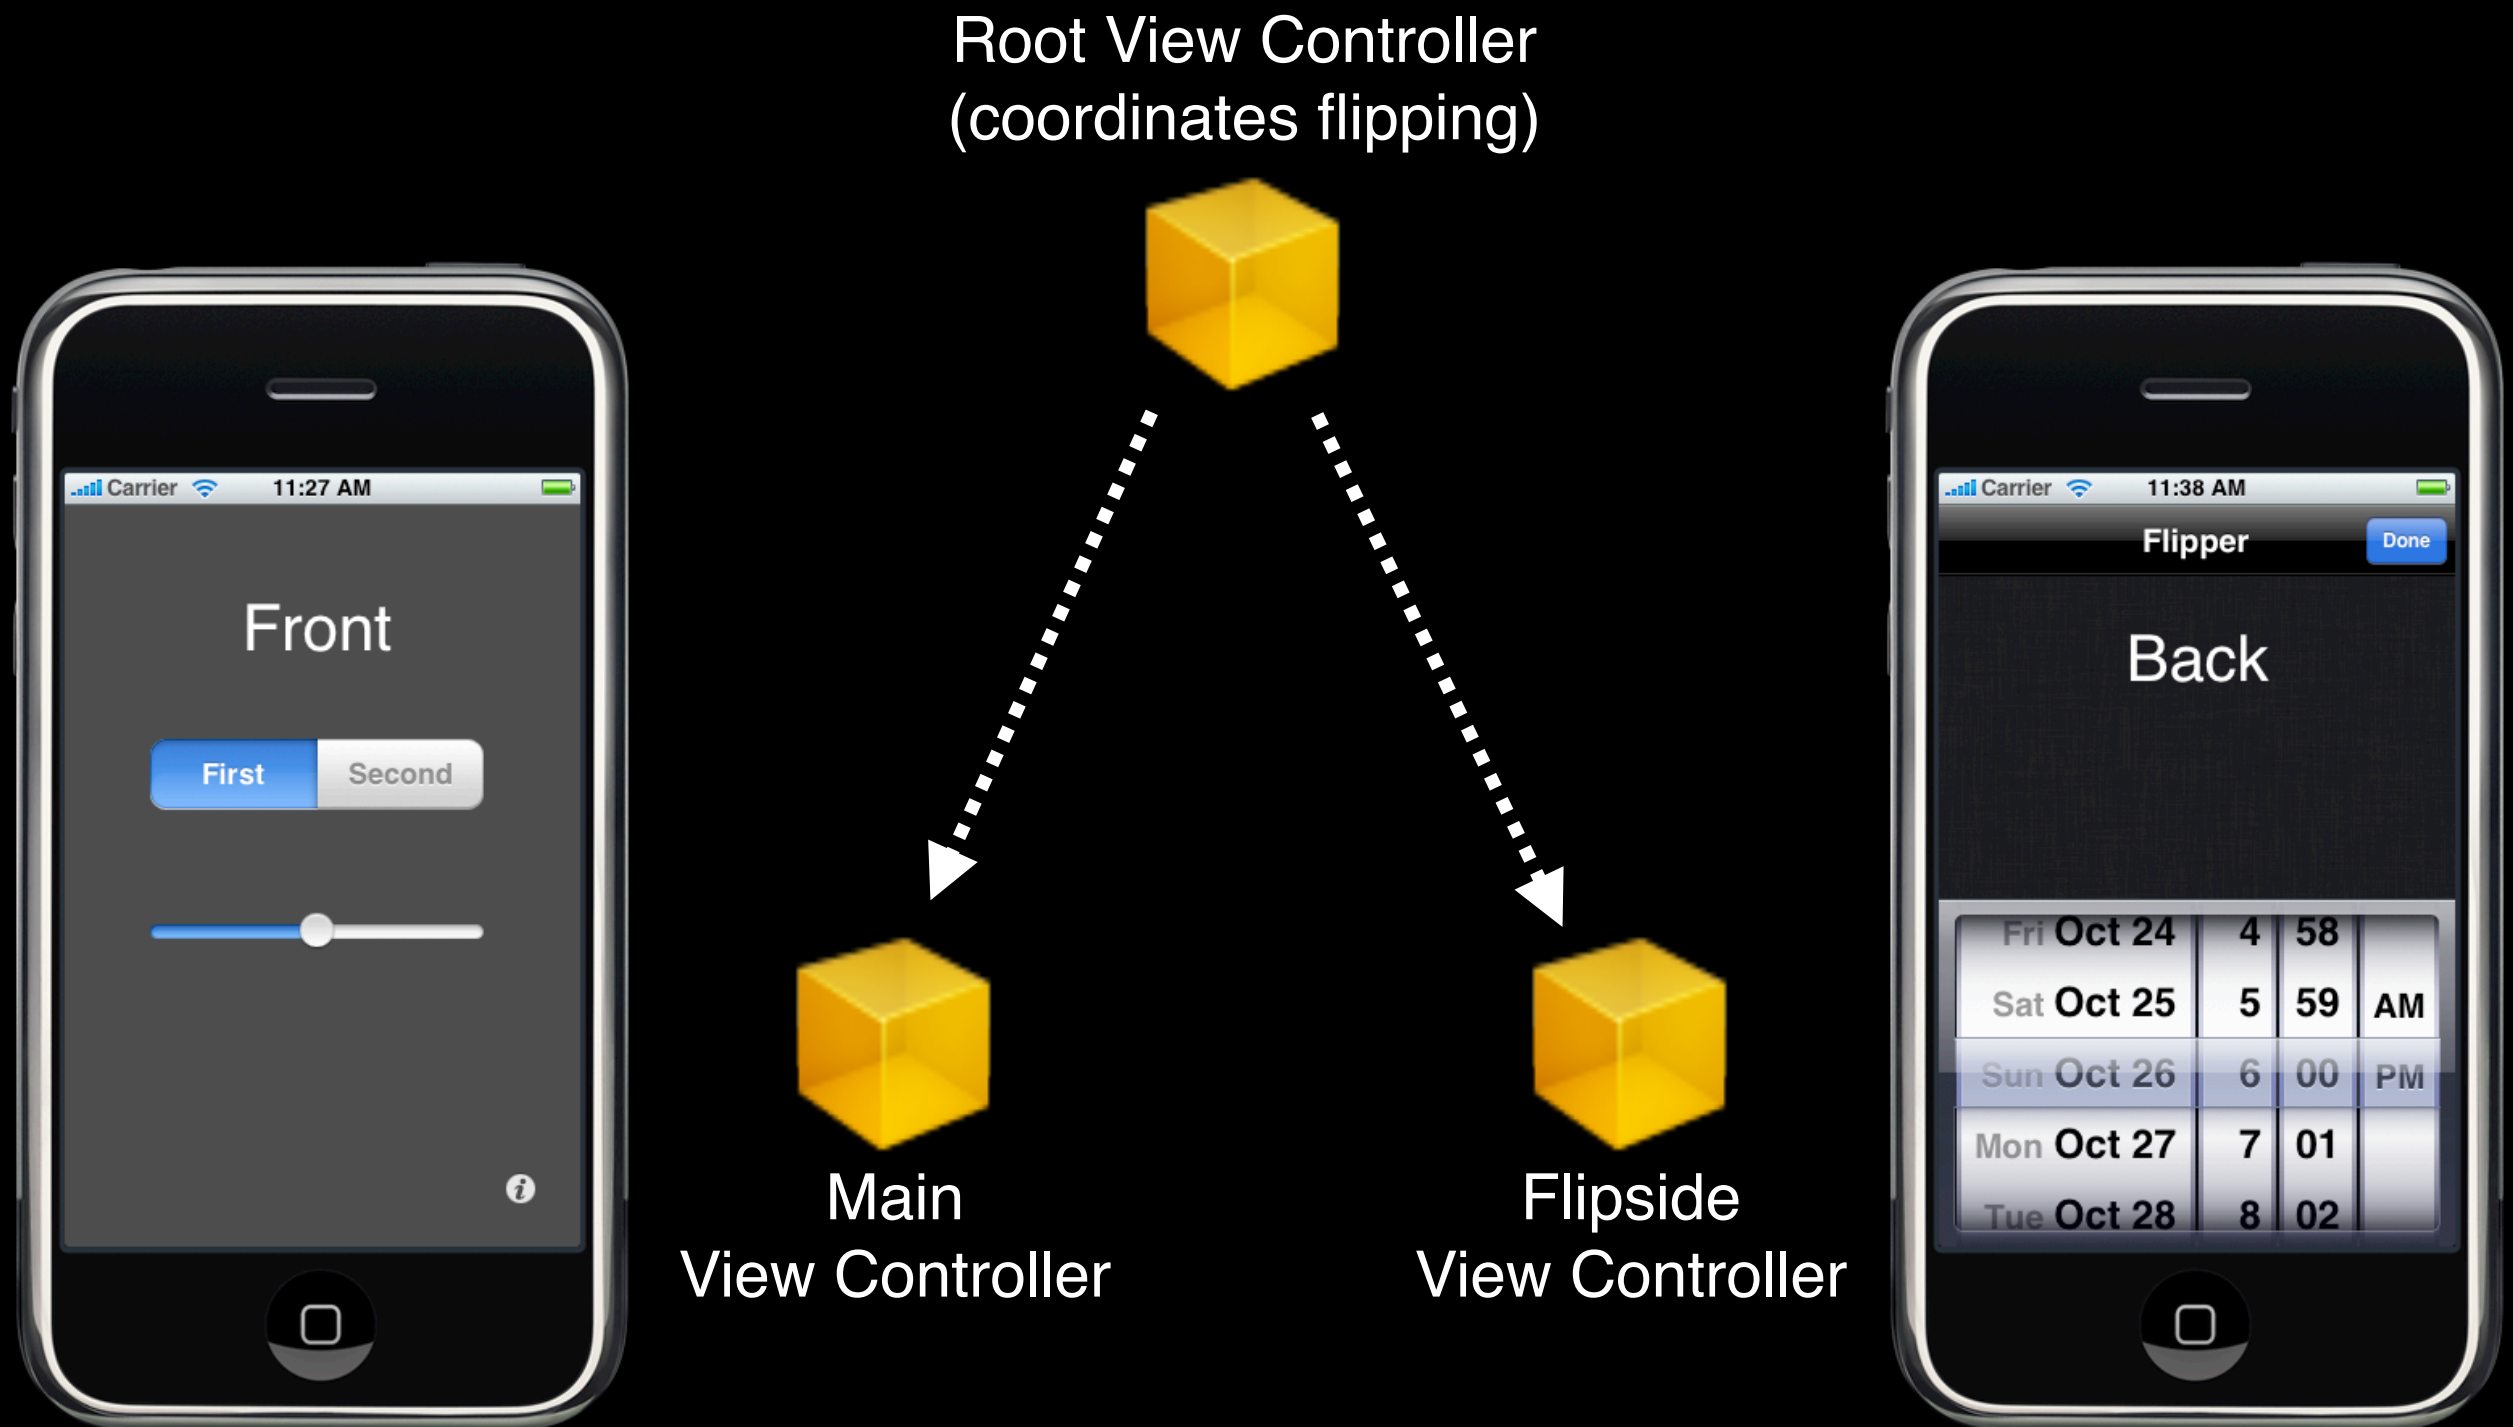 Root View Controller
(coordinates flipping)
Carrier 11:27 AM
Front
First Second
Main
View Controller
Flipside
View Controller
Carrier 11:38 AM
Flipper Done
Back
Fri Oct 24 4 58
Sat Oct 25 5 59 AM
Sun Oct 26 6 00 PM
Mon Oct 27 7 01
Tue Oct 28 8 02